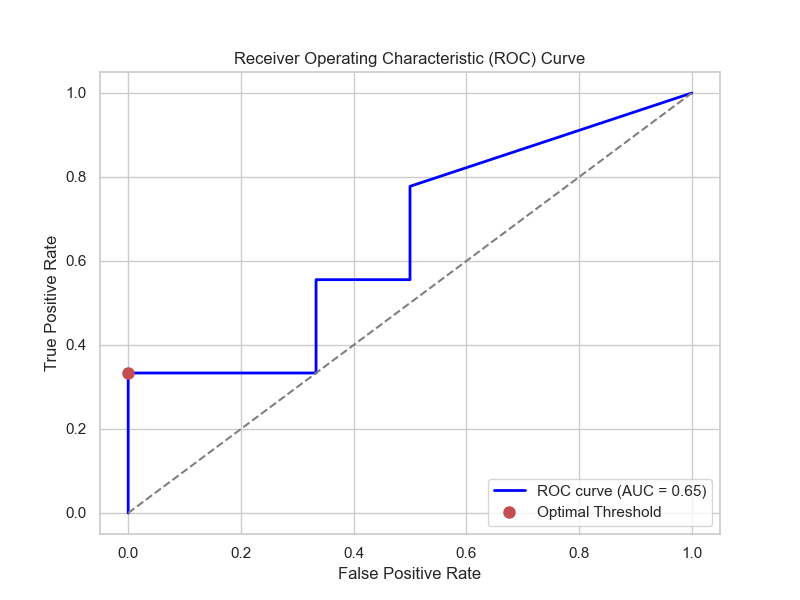 Receiver Operating Characteristic (ROC) Curve
True Positive Rate
1.0
0.8
0.6
0.4
0.2
0.0
ROC curve (AUC = 0.65)
Optimal Threshold
0.0 0.2 0.4 0.6 0.8 1.0
False Positive Rate